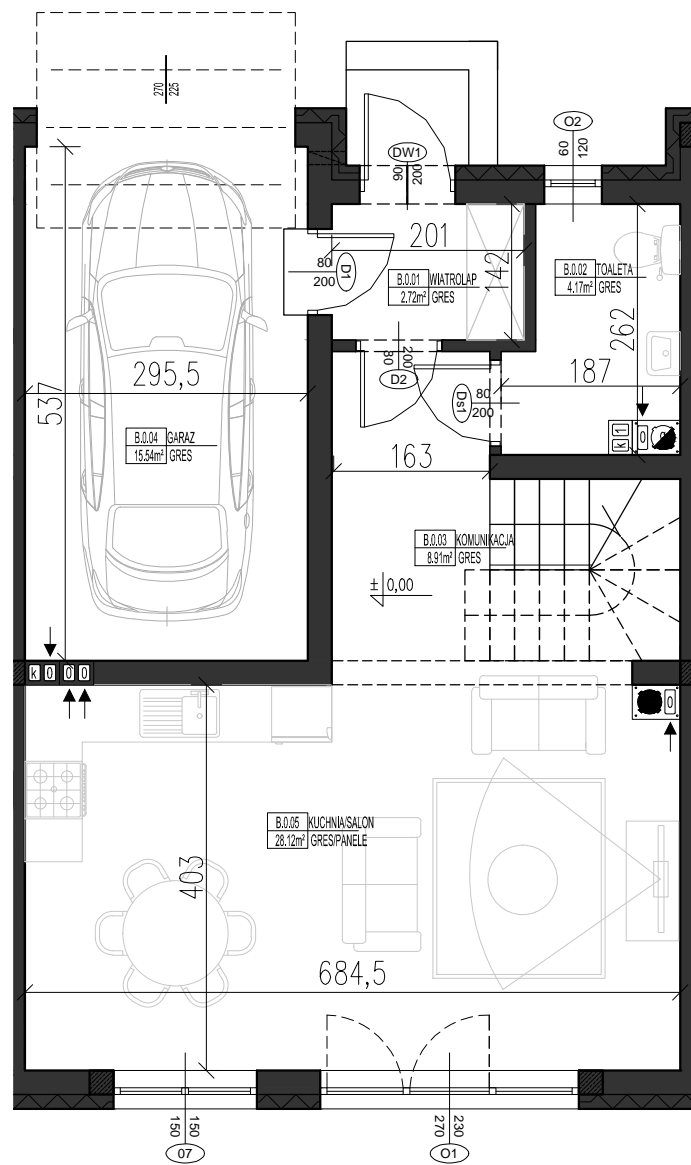 270
225
DW1
90
200
O2
60
120
201
142
80
200
D1
B.0.01 WIATROLAP
2.72m² GRES
B.0.02 TOALETA
4.17m² GRES
262
187
295,5
537
80
200
D2
80
200
Ds1
B.0.04 GARAZ
15.54m² GRES
k 1 0
163
B.0.03 KOMUNIKACJA
8.91m² GRES
± 0,00
k 0 0 0
0
B.0.05 KUCHNIA/SALON
28.12m² GRES/PANELE
403
684,5
150
150
07
270
230
O1